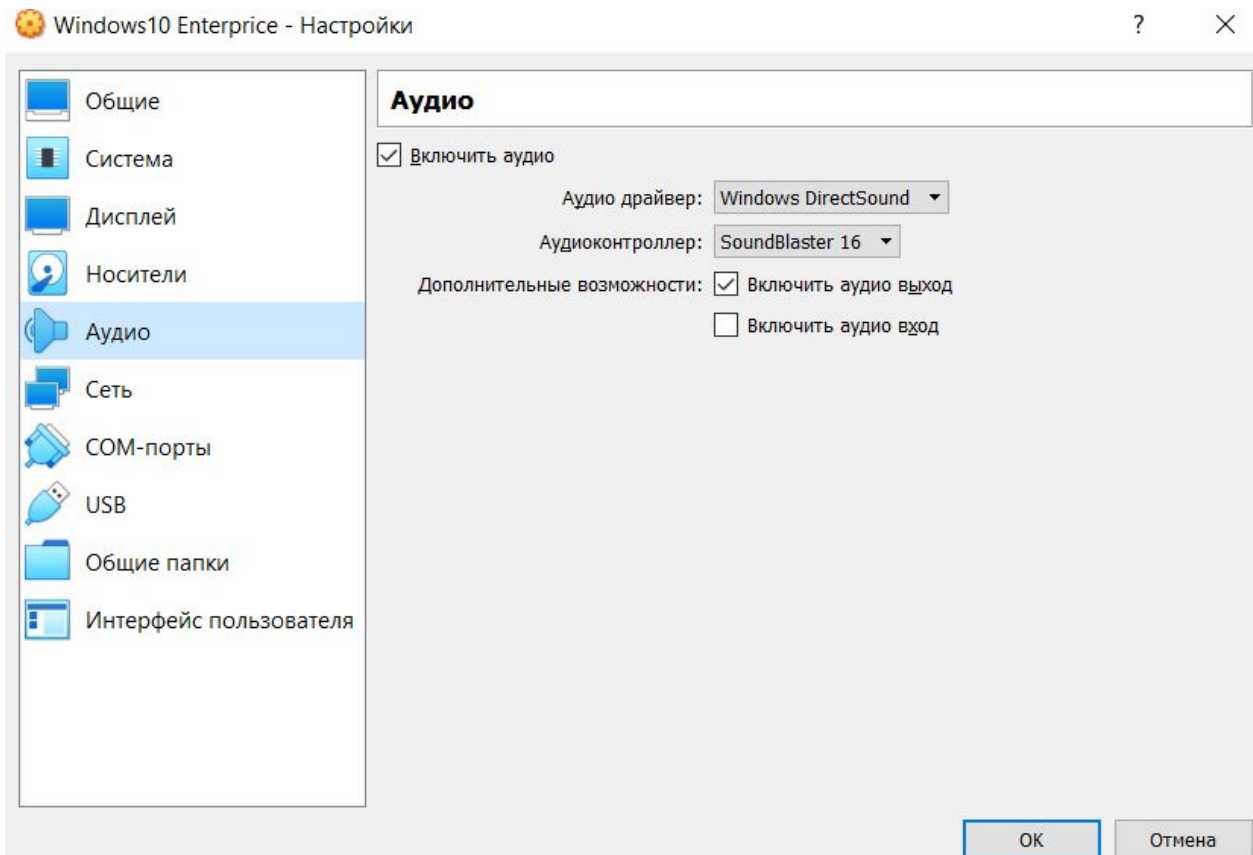 Windows10 Enterprice - Настройки
?
Общие
Система
Дисплей
Носители
Аудио
Сеть
COM-порты
USB
Общие папки
Интерфейс пользователя
Аудио
Включить аудио
Аудио драйвер: Windows DirectSound
Аудиоконтроллер: SoundBlaster 16
Дополнительные возможности: Включить аудио выход
Включить аудио вход
ОК
Отмена